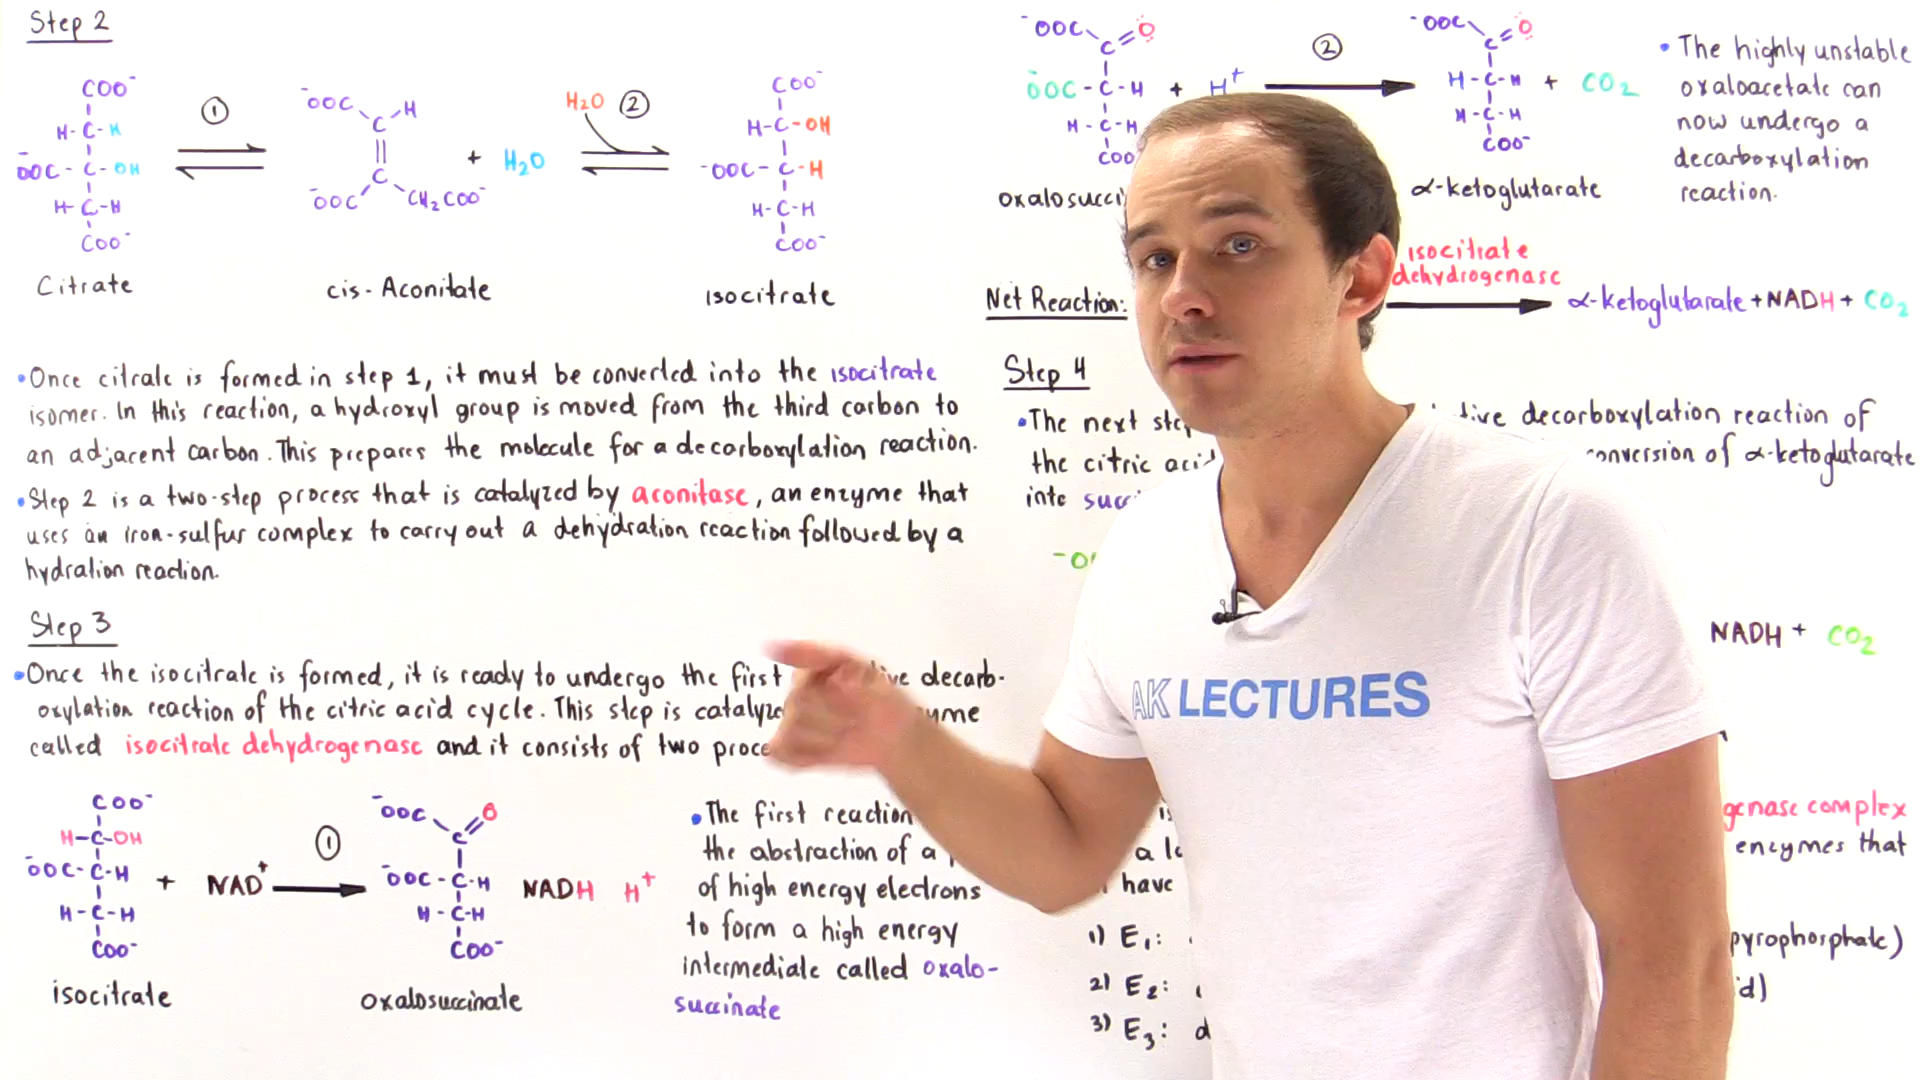 Step 2
COO⁻
H-C-H
⁻OOC-C-OH
H-C-H
COO⁻
Citrate
①
⁻OOC
H
C
C
⁻OOC
CH₂COO⁻
cis-Aconitate
+ H₂O
H₂O ②
COO⁻
H-C-OH
⁻OOC-C-H
H-C-H
COO⁻
Isocitrate
• Once citrate is formed in step 1, it must be converted into the isocitrate
isomer. In this reaction, a hydroxyl group is moved from the third carbon to
an adjacent carbon. This prepares the molecule for a decarboxylation reaction.
• Step 2 is a two-step process that is catalyzed by aconitase, an enzyme that
uses an iron-sulfur complex to carry out a dehydration reaction followed by a
hydration reaction.
Step 3
• Once the isocitrate is formed, it is ready to undergo the first decarb-
oxylation reaction of the citric acid cycle. This step is
called isocitrate dehydrogenase and it consists of two
COO⁻
H-C-OH
⁻OOC-C-H
H-C-H
COO⁻
isocitrate
+ NAD⁺
①
⁻OOC
C=O
⁻OOC-C-H
H-C-H
COO⁻
oxalosuccinate
NADH H⁺
• The first reaction
the abstraction of a
of high energy electrons
to form a high energy
intermediate called oxalo-
succinate
⁻OOC
C=O
⁻OOC-C-H + H⁺
H-C-H
COO
②
⁻OOC
C=O
H-C-H + CO₂
H-C-H
COO⁻
α-ketoglutarate
• The highly unstable
oxaloacetate can
now undergo a
decarboxylation
reaction.
Net Reaction:
isocitrate
dehydrogenase
α-ketoglutarate + NADH + CO₂
Step 4
• The next decarboxylation reaction of
the citric of α-ketoglutarate
into
NADH + CO₂
complex
a enzymes that
have
1) E₁: pyrophosphate)
2) E₂:
3) E₃:
AK LECTURES